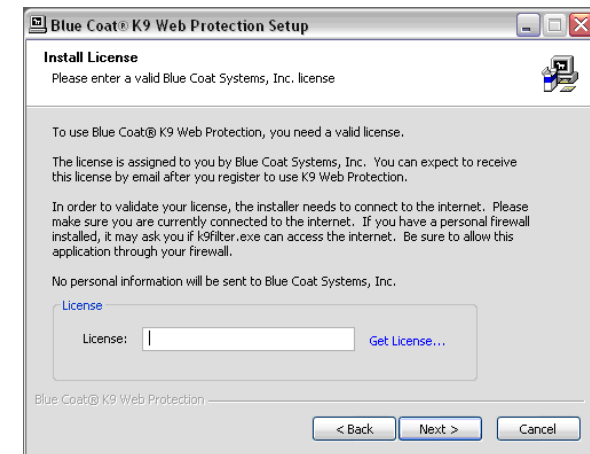 Blue Coat® K9 Web Protection Setup
Install License
Please enter a valid Blue Coat Systems, Inc. license
To use Blue Coat® K9 Web Protection, you need a valid license.
The license is assigned to you by Blue Coat Systems, Inc.  You can expect to receive
this license by email after you register to use K9 Web Protection.
In order to validate your license, the installer needs to connect to the internet.  Please
make sure you are currently connected to the internet.  If you have a personal firewall
installed, it may ask you if k9filter.exe can access the internet.  Be sure to allow this
application through your firewall.
No personal information will be sent to Blue Coat Systems, Inc.
License
License:
Get License...
Blue Coat® K9 Web Protection
< Back
Next >
Cancel